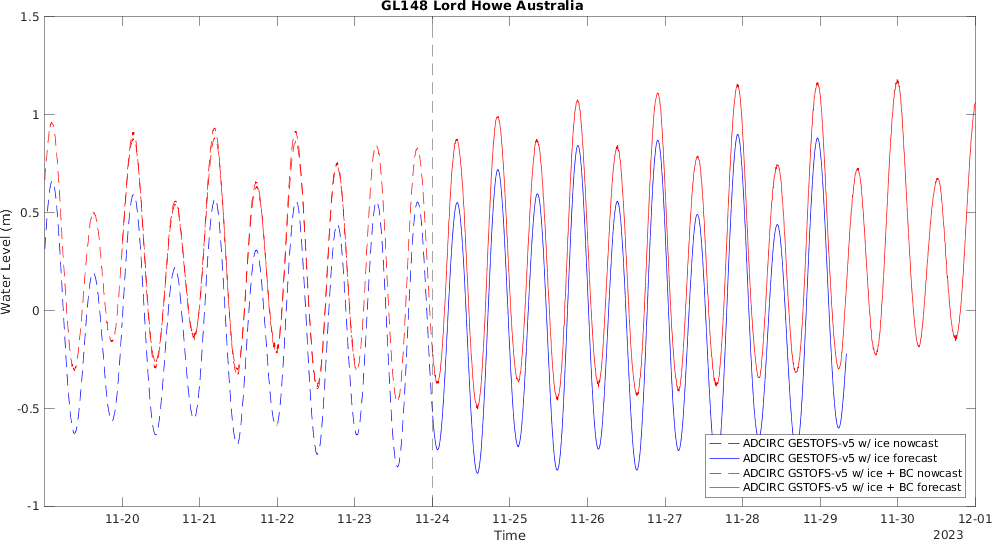 GL148 Lord Howe Australia
1.5
1
0.5
0
-0.5
-1
Water Level (m)
ADCIRC GESTOFS-v5 w/ ice nowcast
ADCIRC GESTOFS-v5 w/ ice forecast
ADCIRC GSTOFS-v5 w/ ice + BC nowcast
ADCIRC GSTOFS-v5 w/ ice + BC forecast
11-20 11-21 11-22 11-23 11-24 11-25 11-26 11-27 11-28 11-29 11-30 12-01
Time
2023